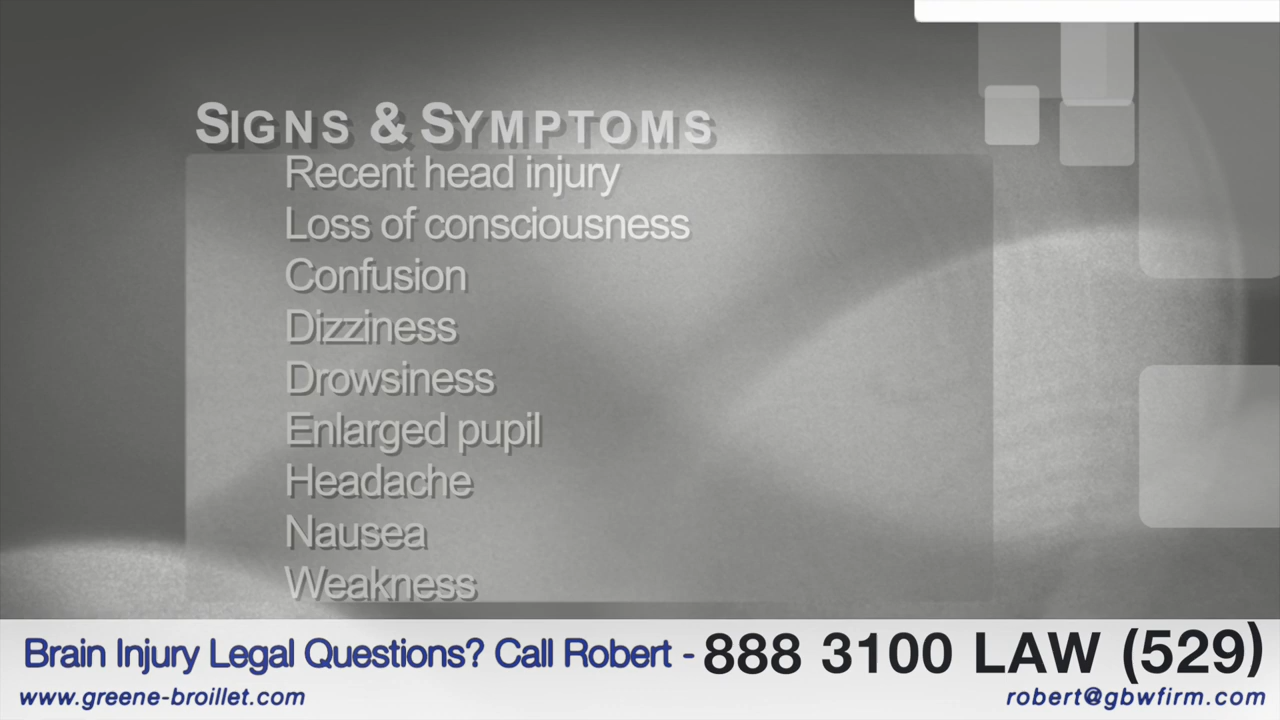 SIGNS & SYMPTOMS
Recent head injury
Loss of consciousness
Confusion
Dizziness
Drowsiness
Enlarged pupil
Headache
Nausea
Weakness
Brain Injury Legal Questions? Call Robert - 888 3100 LAW (529)
www.greene-broillet.com robert@gbwfirm.com